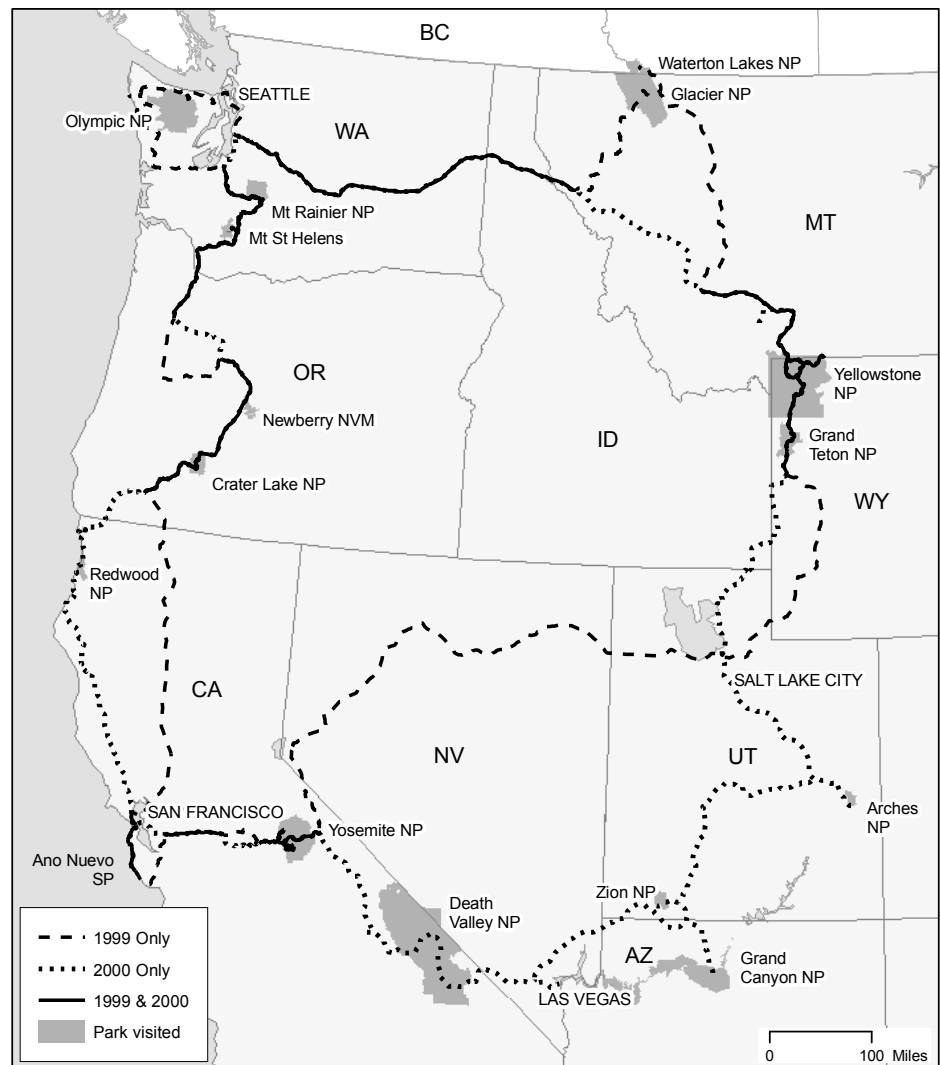 BC
Waterton Lakes NP
Glacier NP
SEATTLE
Olympic NP
WA
Mt Rainier NP
MT
Mt St Helens
OR
Yellowstone
NP
Newberry NVM
Grand
Teton NP
ID
Crater Lake NP
WY
Redwood
NP
SALT LAKE CITY
CA
NV
UT
SAN FRANCISCO
Arches
NP
Yosemite NP
Ano Nuevo
SP
Zion NP
Death
Valley NP
AZ
Grand
Canyon NP
LAS VEGAS
1999 Only
2000 Only
1999 & 2000
Park visited
0 100 Miles